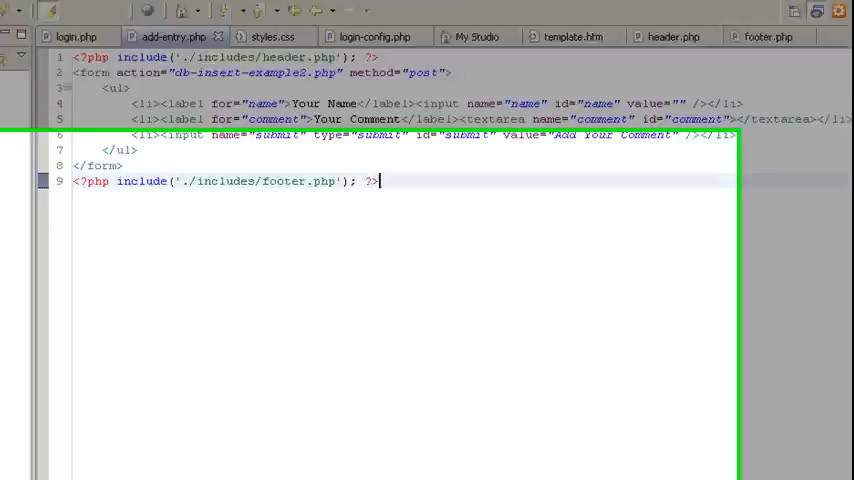 login.php add-entry.php styles.css login-config.php My Studio template.htm header.php footer.php
1 <?php include('./includes/header.php'); ?>
2 <form action="db-insert-example2.php" method="post">
3 <ul>
4 <li><label for="name">Your Name</label><input name="name" id="name" value="" /></li>
5 <li><label for="comment">Your Comment</label><textarea name="comment" id="comment"></textarea></li>
6 <li><input name="submit" type="submit" id="submit" value="Add Your Comment" /></li>
7 </ul>
8 </form>
9 <?php include('./includes/footer.php'); ?>